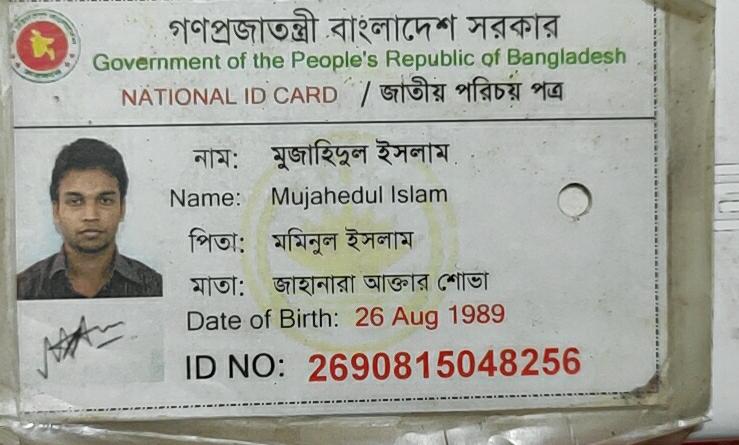 গণপ্রজাতন্ত্রী বাংলাদেশ সরকার
Government of the People's Republic of Bangladesh
NATIONAL ID CARD / জাতীয় পরিচয় পত্র
নাম: মুজাহিদুল ইসলাম
Name: Mujahedul Islam
পিতা: মমিনুল ইসলাম
মাতা: জাহানারা আক্তার শোভা
Date of Birth: 26 Aug 1989
ID NO: 2690815048256